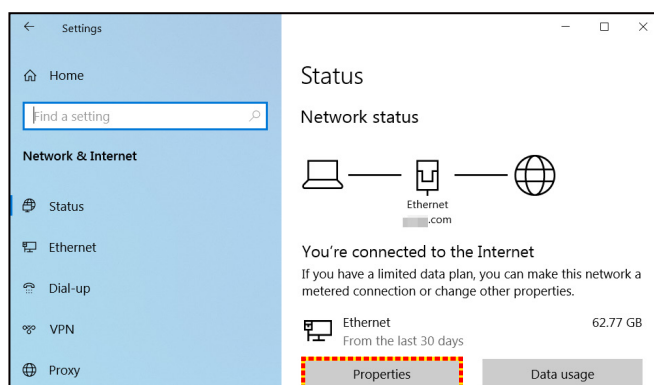 Settings
Home
Find a setting
Network & Internet
Status
Ethernet
Dial-up
VPN
Proxy
Status
Network status
Ethernet
.com
You're connected to the Internet
If you have a limited data plan, you can make this network a
metered connection or change other properties.
Ethernet
From the last 30 days
62.77 GB
Properties
Data usage